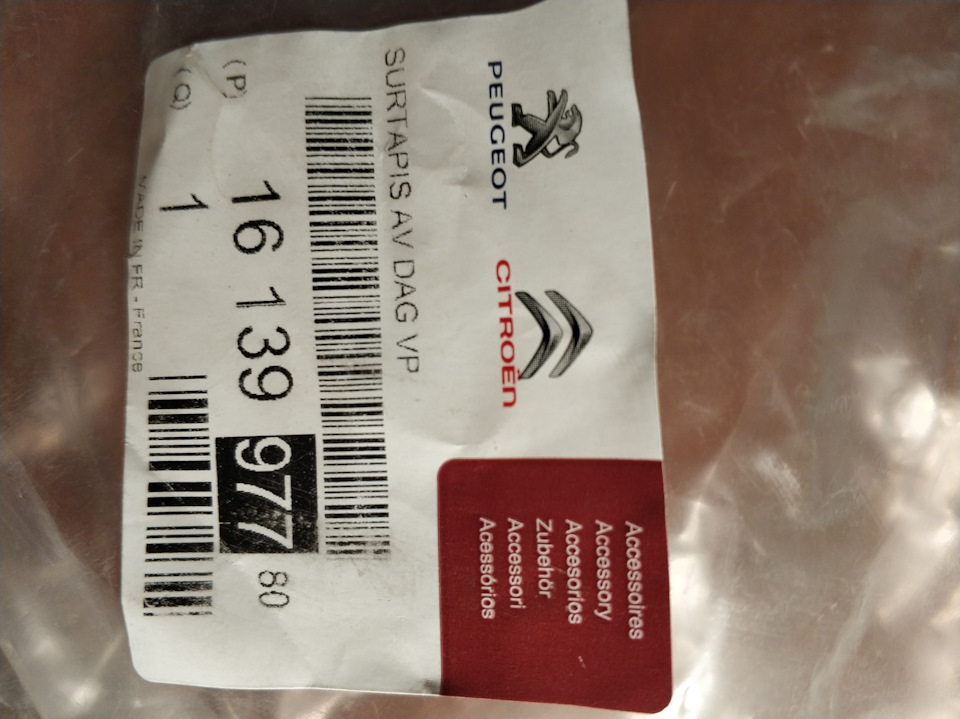 PEUGEOT
CITROËN
Accessoires
Accessory
Accesorios
Zubehör
Accessori
Acessórios
SURTAPIS AV DAG VP
(P) 16 139 977 80
(Q) 1
MADE IN FR - France